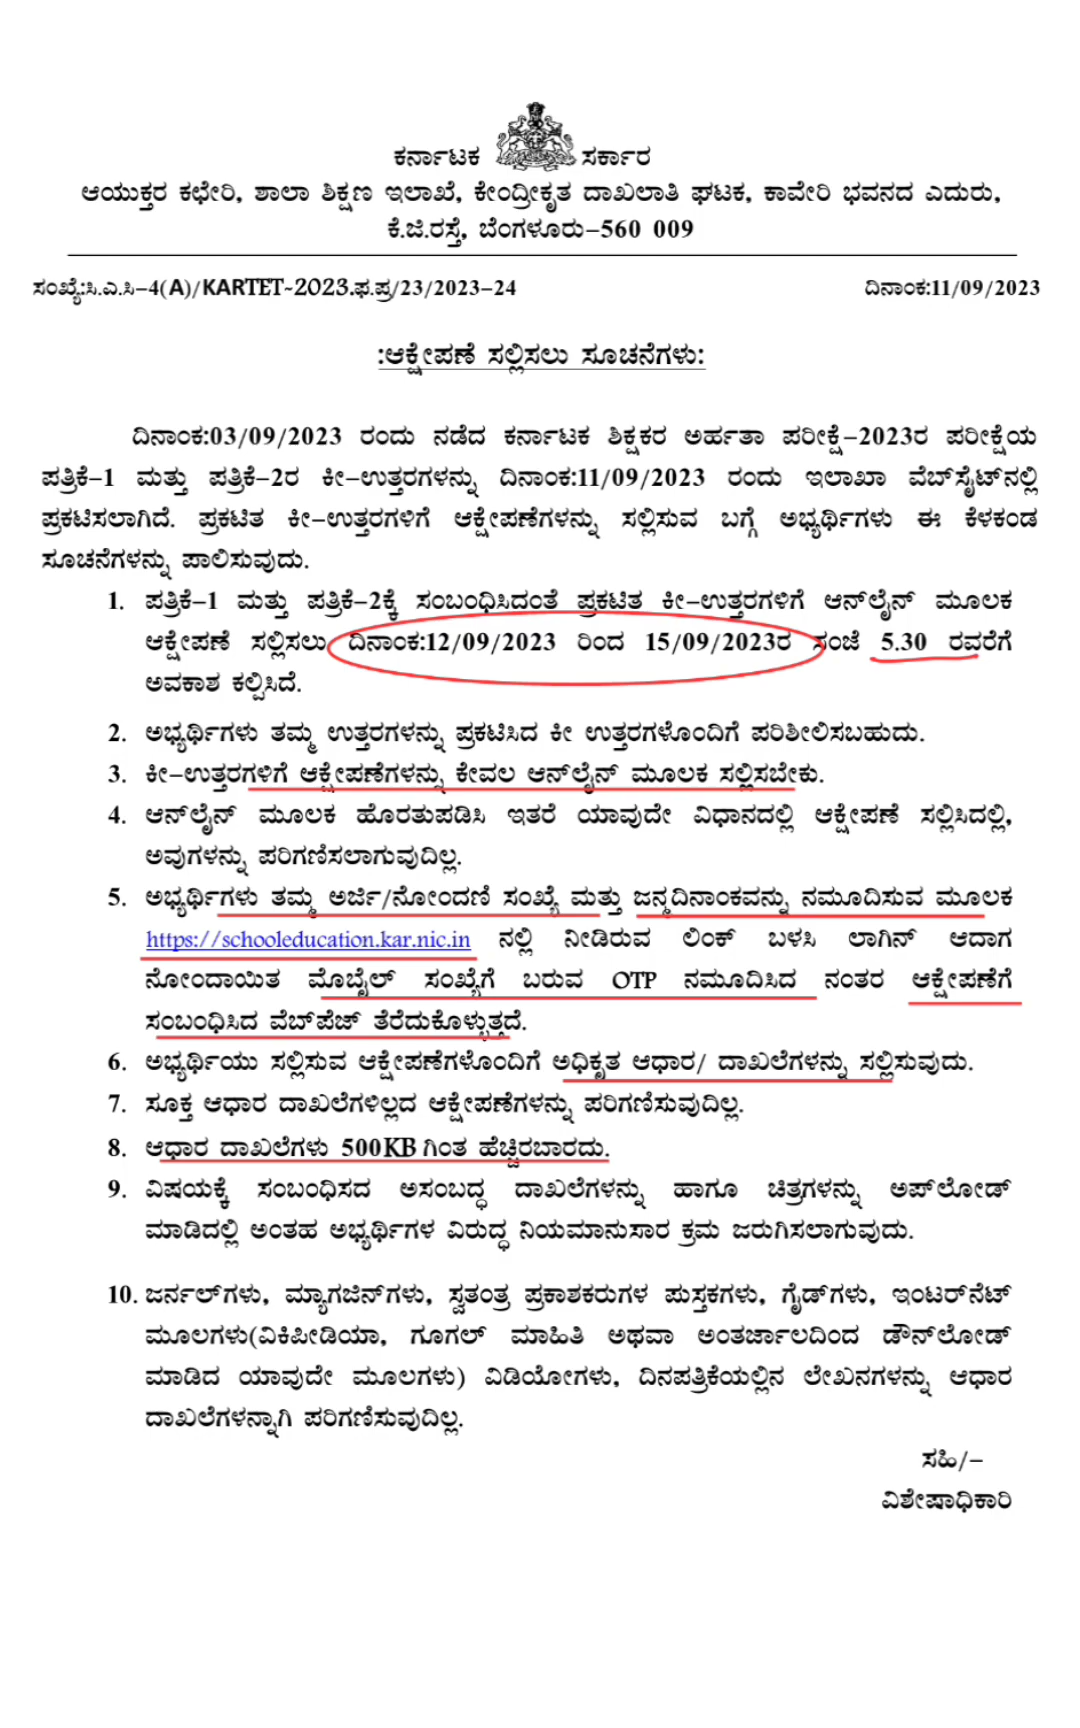 ಕರ್ನಾಟಕ ಸರ್ಕಾರ
ಆಯುಕ್ತರ ಕಛೇರಿ, ಶಾಲಾ ಶಿಕ್ಷಣ ಇಲಾಖೆ, ಕೇಂದ್ರೀಕೃತ ದಾಖಲಾತಿ ಘಟಕ, ಕಾವೇರಿ ಭವನದ ಎದುರು,
ಕೆ.ಜಿ.ರಸ್ತೆ, ಬೆಂಗಳೂರು-560 009
ಸಂಖ್ಯೆ:ಸಿ.ಎ.ಸಿ-4(A)/KARTET-2023.ಫ.ಪ್ರ/23/2023-24 ದಿನಾಂಕ:11/09/2023
:ಆಕ್ಷೇಪಣೆ ಸಲ್ಲಿಸಲು ಸೂಚನೆಗಳು:
ದಿನಾಂಕ:03/09/2023 ರಂದು ನಡೆದ ಕರ್ನಾಟಕ ಶಿಕ್ಷಕರ ಅರ್ಹತಾ ಪರೀಕ್ಷೆ-2023ರ ಪರೀಕ್ಷೆಯ
ಪತ್ರಿಕೆ-1 ಮತ್ತು ಪತ್ರಿಕೆ-2ರ ಕೀ-ಉತ್ತರಗಳನ್ನು ದಿನಾಂಕ:11/09/2023 ರಂದು ಇಲಾಖಾ ವೆಬ್‌ಸೈಟ್‌ನಲ್ಲಿ
ಪ್ರಕಟಿಸಲಾಗಿದೆ. ಪ್ರಕಟಿತ ಕೀ-ಉತ್ತರಗಳಿಗೆ ಆಕ್ಷೇಪಣೆಗಳನ್ನು ಸಲ್ಲಿಸುವ ಬಗ್ಗೆ ಅಭ್ಯರ್ಥಿಗಳು ಈ ಕೆಳಕಂಡ
ಸೂಚನೆಗಳನ್ನು ಪಾಲಿಸುವುದು.
1. ಪತ್ರಿಕೆ-1 ಮತ್ತು ಪತ್ರಿಕೆ-2ಕ್ಕೆ ಸಂಬಂಧಿಸಿದಂತೆ ಪ್ರಕಟಿತ ಕೀ-ಉತ್ತರಗಳಿಗೆ ಆನ್‌ಲೈನ್ ಮೂಲಕ
ಆಕ್ಷೇಪಣೆ ಸಲ್ಲಿಸಲು ದಿನಾಂಕ:12/09/2023 ರಿಂದ 15/09/2023ರ ಸಂಜೆ 5.30 ರವರೆಗೆ
ಅವಕಾಶ ಕಲ್ಪಿಸಿದೆ.
2. ಅಭ್ಯರ್ಥಿಗಳು ತಮ್ಮ ಉತ್ತರಗಳನ್ನು ಪ್ರಕಟಿಸಿದ ಕೀ ಉತ್ತರಗಳೊಂದಿಗೆ ಪರಿಶೀಲಿಸಬಹುದು.
3. ಕೀ-ಉತ್ತರಗಳಿಗೆ ಆಕ್ಷೇಪಣೆಗಳನ್ನು ಕೇವಲ ಆನ್‌ಲೈನ್ ಮೂಲಕ ಸಲ್ಲಿಸಬೇಕು.
4. ಆನ್‌ಲೈನ್ ಮೂಲಕ ಹೊರತುಪಡಿಸಿ ಇತರೆ ಯಾವುದೇ ವಿಧಾನದಲ್ಲಿ ಆಕ್ಷೇಪಣೆ ಸಲ್ಲಿಸಿದಲ್ಲಿ,
ಅವುಗಳನ್ನು ಪರಿಗಣಿಸಲಾಗುವುದಿಲ್ಲ.
5. ಅಭ್ಯರ್ಥಿಗಳು ತಮ್ಮ ಅರ್ಜಿ/ನೋಂದಣಿ ಸಂಖ್ಯೆ ಮತ್ತು ಜನ್ಮದಿನಾಂಕವನ್ನು ನಮೂದಿಸುವ ಮೂಲಕ
https://schooleducation.kar.nic.in ನಲ್ಲಿ ನೀಡಿರುವ ಲಿಂಕ್ ಬಳಸಿ ಲಾಗಿನ್ ಆದಾಗ
ನೋಂದಾಯಿತ ಮೊಬೈಲ್ ಸಂಖ್ಯೆಗೆ ಬರುವ OTP ನಮೂದಿಸಿದ ನಂತರ ಆಕ್ಷೇಪಣೆಗೆ
ಸಂಬಂಧಿಸಿದ ವೆಬ್‌ಪೆಜ್ ತೆರೆದುಕೊಳ್ಳುತ್ತದೆ.
6. ಅಭ್ಯರ್ಥಿಯು ಸಲ್ಲಿಸುವ ಆಕ್ಷೇಪಣೆಗಳೊಂದಿಗೆ ಅಧಿಕೃತ ಆಧಾರ/ ದಾಖಲೆಗಳನ್ನು ಸಲ್ಲಿಸುವುದು.
7. ಸೂಕ್ತ ಆಧಾರ ದಾಖಲೆಗಳಿಲ್ಲದ ಆಕ್ಷೇಪಣೆಗಳನ್ನು ಪರಿಗಣಿಸುವುದಿಲ್ಲ.
8. ಆಧಾರ ದಾಖಲೆಗಳು 500KB ಗಿಂತ ಹೆಚ್ಚಿರಬಾರದು.
9. ವಿಷಯಕ್ಕೆ ಸಂಬಂಧಿಸದ ಅಸಂಬದ್ಧ ದಾಖಲೆಗಳನ್ನು ಹಾಗೂ ಚಿತ್ರಗಳನ್ನು ಅಪ್‌ಲೋಡ್
ಮಾಡಿದಲ್ಲಿ ಅಂತಹ ಅಭ್ಯರ್ಥಿಗಳ ವಿರುದ್ಧ ನಿಯಮಾನುಸಾರ ಕ್ರಮ ಜರುಗಿಸಲಾಗುವುದು.
10. ಜರ್ನಲ್‌ಗಳು, ಮ್ಯಾಗಜಿನ್‌ಗಳು, ಸ್ವತಂತ್ರ ಪ್ರಕಾಶಕರುಗಳ ಪುಸ್ತಕಗಳು, ಗೈಡ್‌ಗಳು, ಇಂಟರ್‌ನೆಟ್
ಮೂಲಗಳು(ವಿಕಿಪೀಡಿಯಾ, ಗೂಗಲ್ ಮಾಹಿತಿ ಅಥವಾ ಅಂತರ್ಜಾಲದಿಂದ ಡೌನ್‌ಲೋಡ್
ಮಾಡಿದ ಯಾವುದೇ ಮೂಲಗಳು) ವಿಡಿಯೋಗಳು, ದಿನಪತ್ರಿಕೆಯಲ್ಲಿನ ಲೇಖನಗಳನ್ನು ಆಧಾರ
ದಾಖಲೆಗಳನ್ನಾಗಿ ಪರಿಗಣಿಸುವುದಿಲ್ಲ.
ಸಹಿ/-
ವಿಶೇಷಾಧಿಕಾರಿ